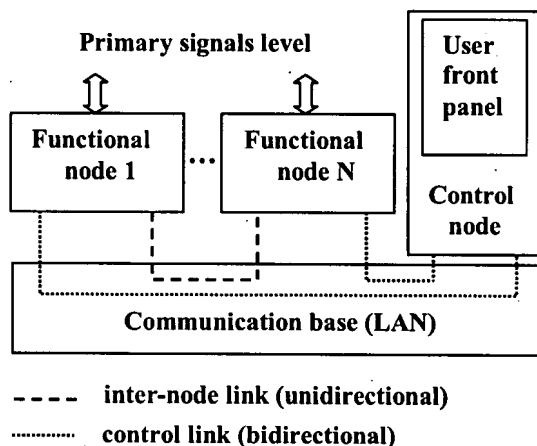 Primary signals level
User
front
panel
Functional
node 1
...
Functional
node N
Control
node
Communication base (LAN)
inter-node link (unidirectional)
control link (bidirectional)